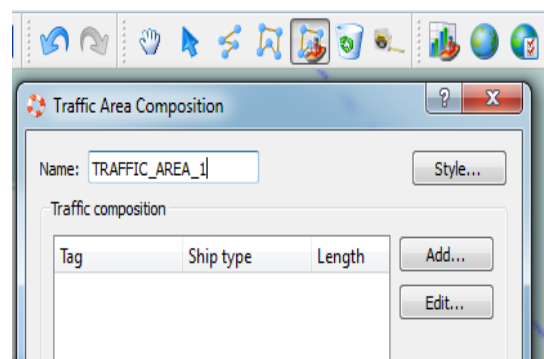 Traffic Area Composition
Name: TRAFFIC_AREA_1 Style...
Traffic composition
Tag Ship type Length Add...
Edit...